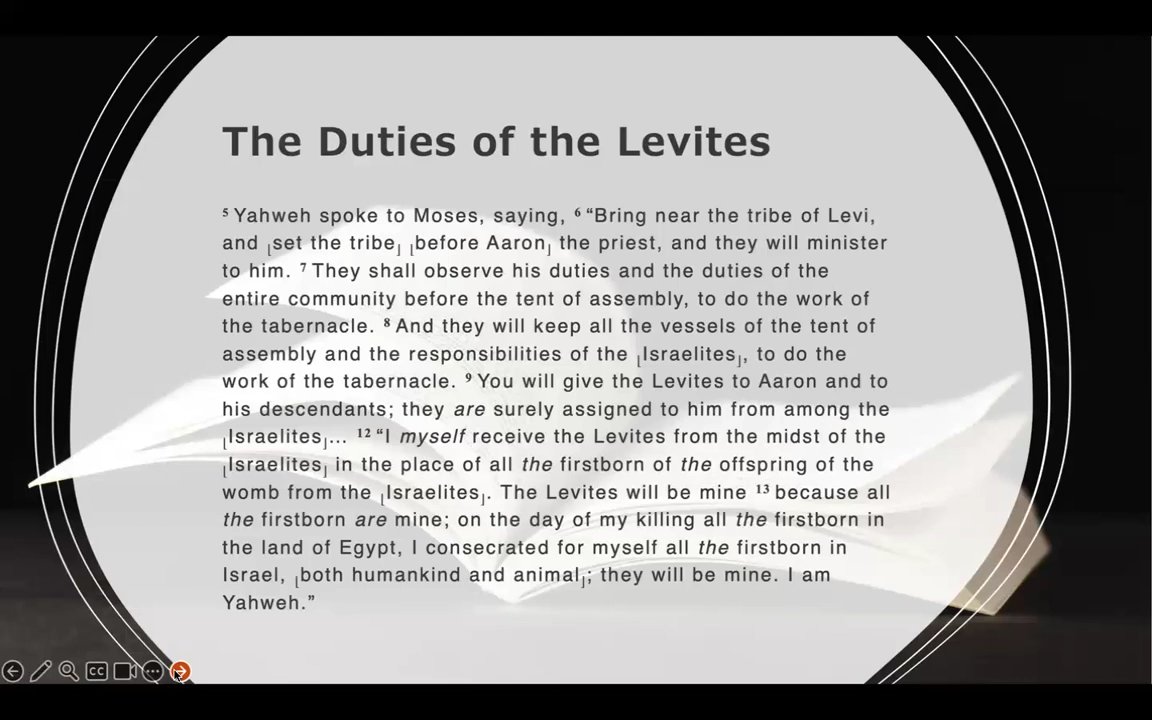 The Duties of the Levites
⁵ Yahweh spoke to Moses, saying, ⁶ “Bring near the tribe of Levi,
and ⌊set the tribe⌋ ⌊before Aaron⌋ the priest, and they will minister
to him. ⁷ They shall observe his duties and the duties of the
entire community before the tent of assembly, to do the work of
the tabernacle. ⁸ And they will keep all the vessels of the tent of
assembly and the responsibilities of the ⌊Israelites⌋, to do the
work of the tabernacle. ⁹ You will give the Levites to Aaron and to
his descendants; they are surely assigned to him from among the
⌊Israelites⌋... ¹² “I myself receive the Levites from the midst of the
⌊Israelites⌋ in the place of all the firstborn of the offspring of the
womb from the ⌊Israelites⌋. The Levites will be mine ¹³ because all
the firstborn are mine; on the day of my killing all the firstborn in
the land of Egypt, I consecrated for myself all the firstborn in
Israel, ⌊both humankind and animal⌋; they will be mine. I am
Yahweh.”
CC